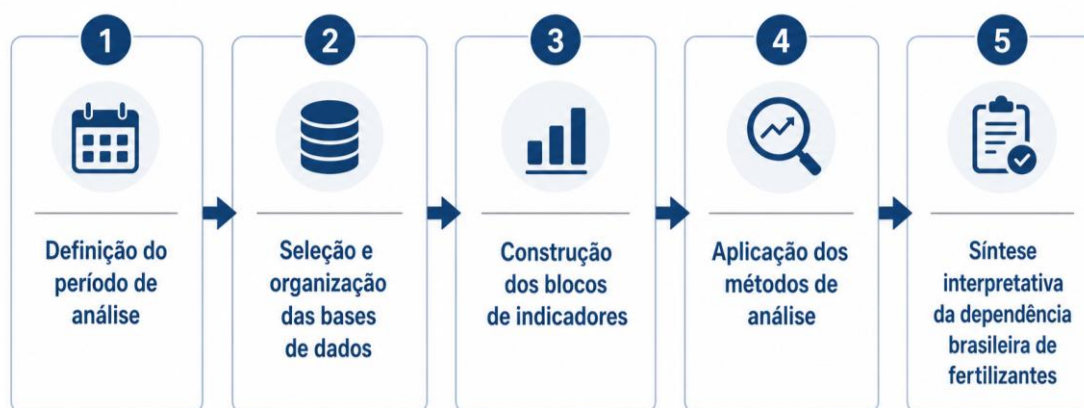 1
Definição do
período de
análise
2
Seleção e
organização
das bases
de dados
3
Construção
dos blocos
de indicadores
4
Aplicação dos
métodos de
análise
5
Síntese
interpretativa
da dependência
brasileira de
fertilizantes